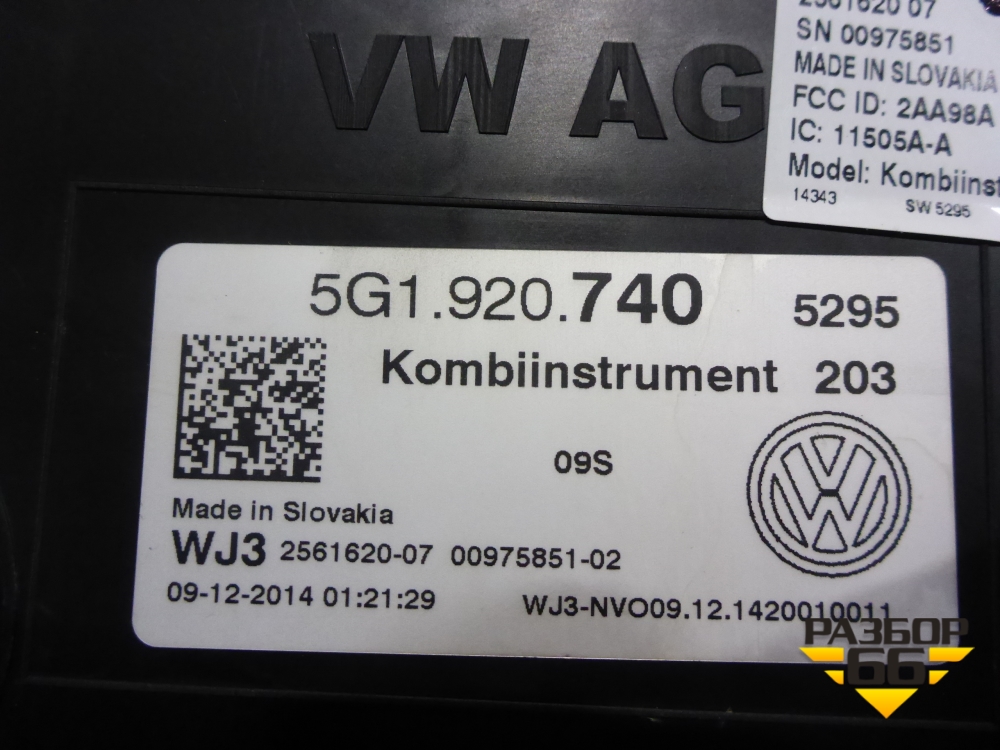 VW AG
2561620 07
SN 00975851
MADE IN SLOVAKIA
FCC ID: 2AA98A
IC: 11505A-A
Model: Kombiinst
14343 SW 5295
5G1.920.740 5295
Kombiinstrument 203
09S
Made in Slovakia
WJ3 2561620-07 00975851-02
09-12-2014 01:21:29 WJ3-NVO09.12.1420010011
РАЗБОР
66